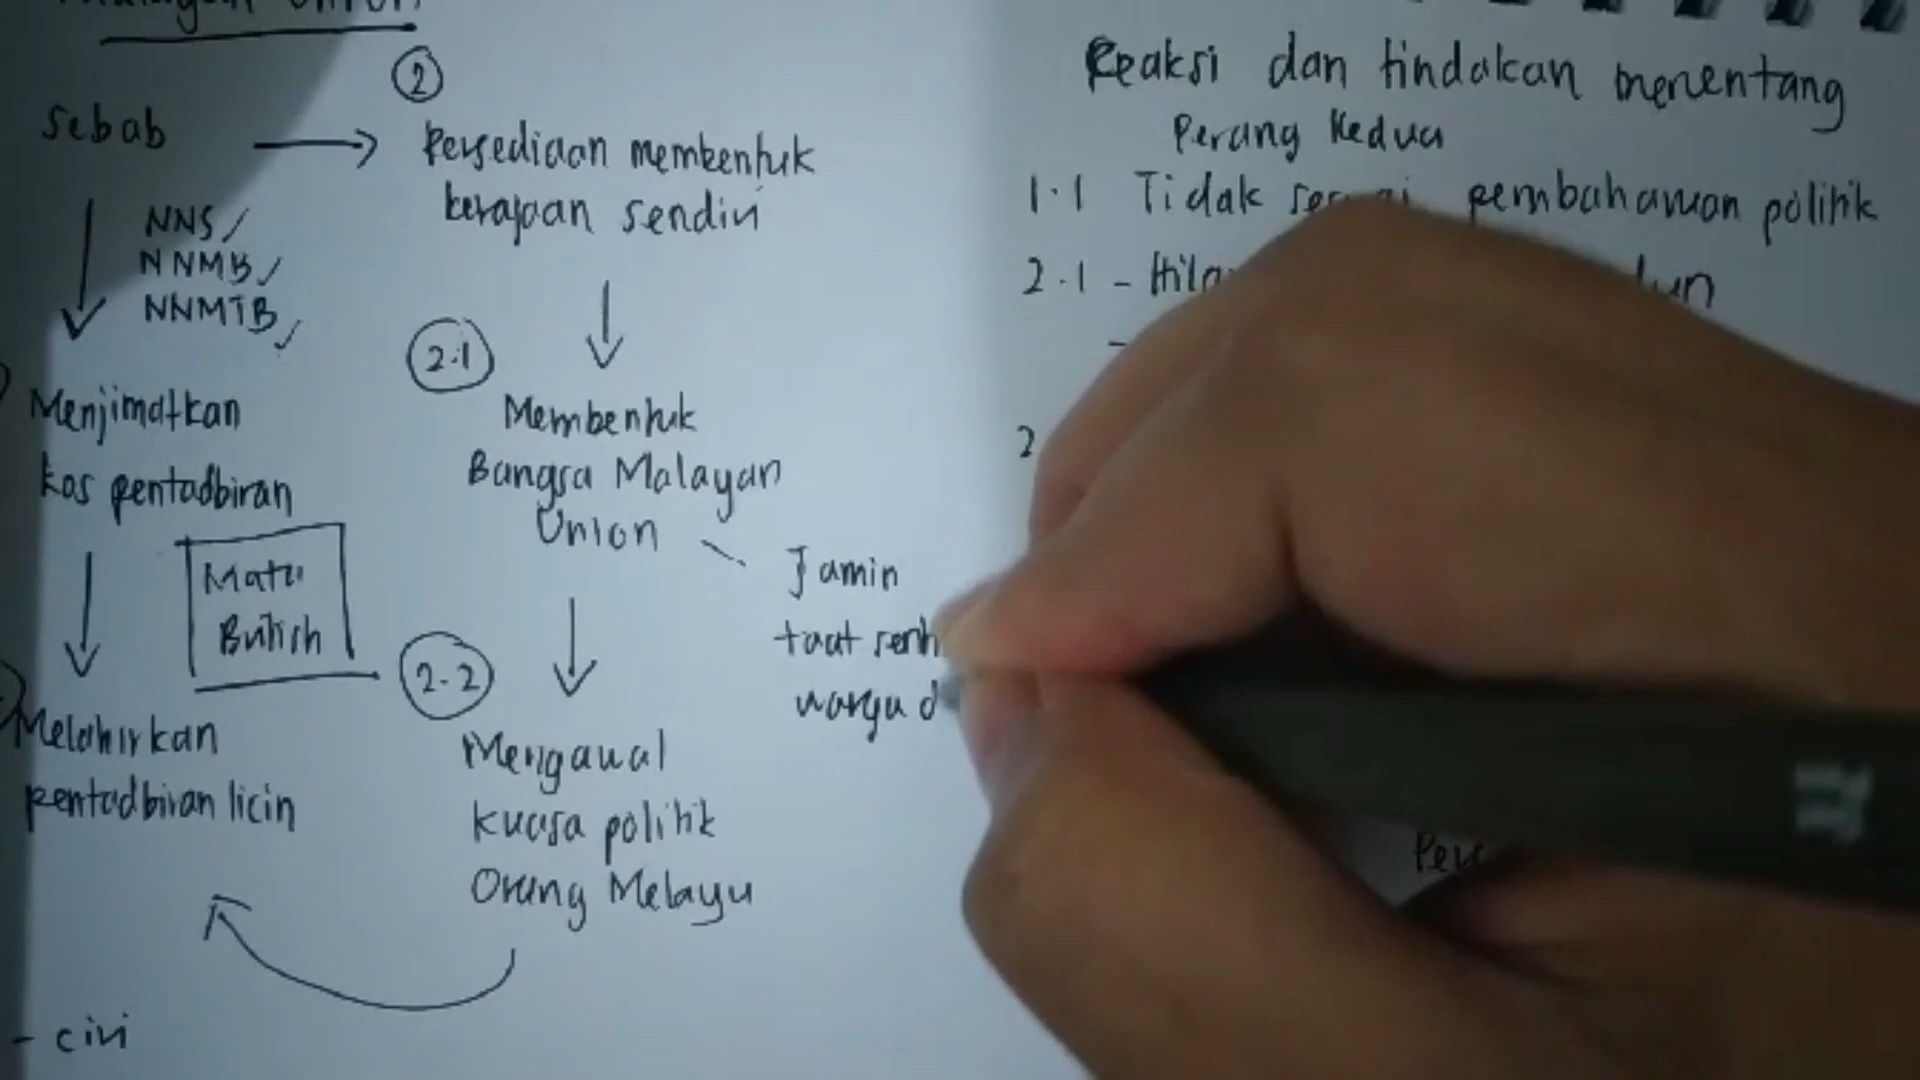 Malayan Union
Sebab
NNS
NNMB
NNMTB
Menjimatkan
kos pentadbiran
Mata
British
Melahirkan
pentadbiran licin
- ciri
2
Persediaan membentuk
kerajaan sendiri
2.1
Membentuk
Bangsa Malayan
Union
Jamin
taat
warga
2.2
Mengawal
kuasa politik
Orang Melayu
Reaksi dan tindakan menentang
Perang Kedua
1.1 Tidak pembahawan politik
2.1 -
-
2